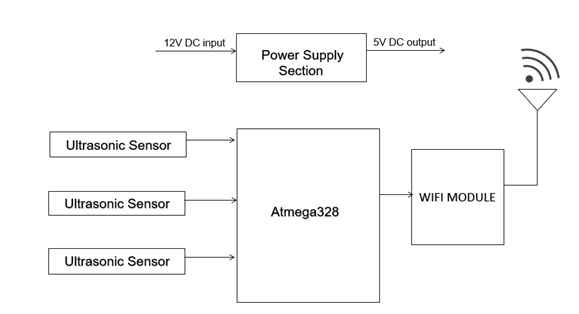 12V DC input
Power Supply
Section
5V DC output
Ultrasonic Sensor
Ultrasonic Sensor
Ultrasonic Sensor
Atmega328
WIFI MODULE